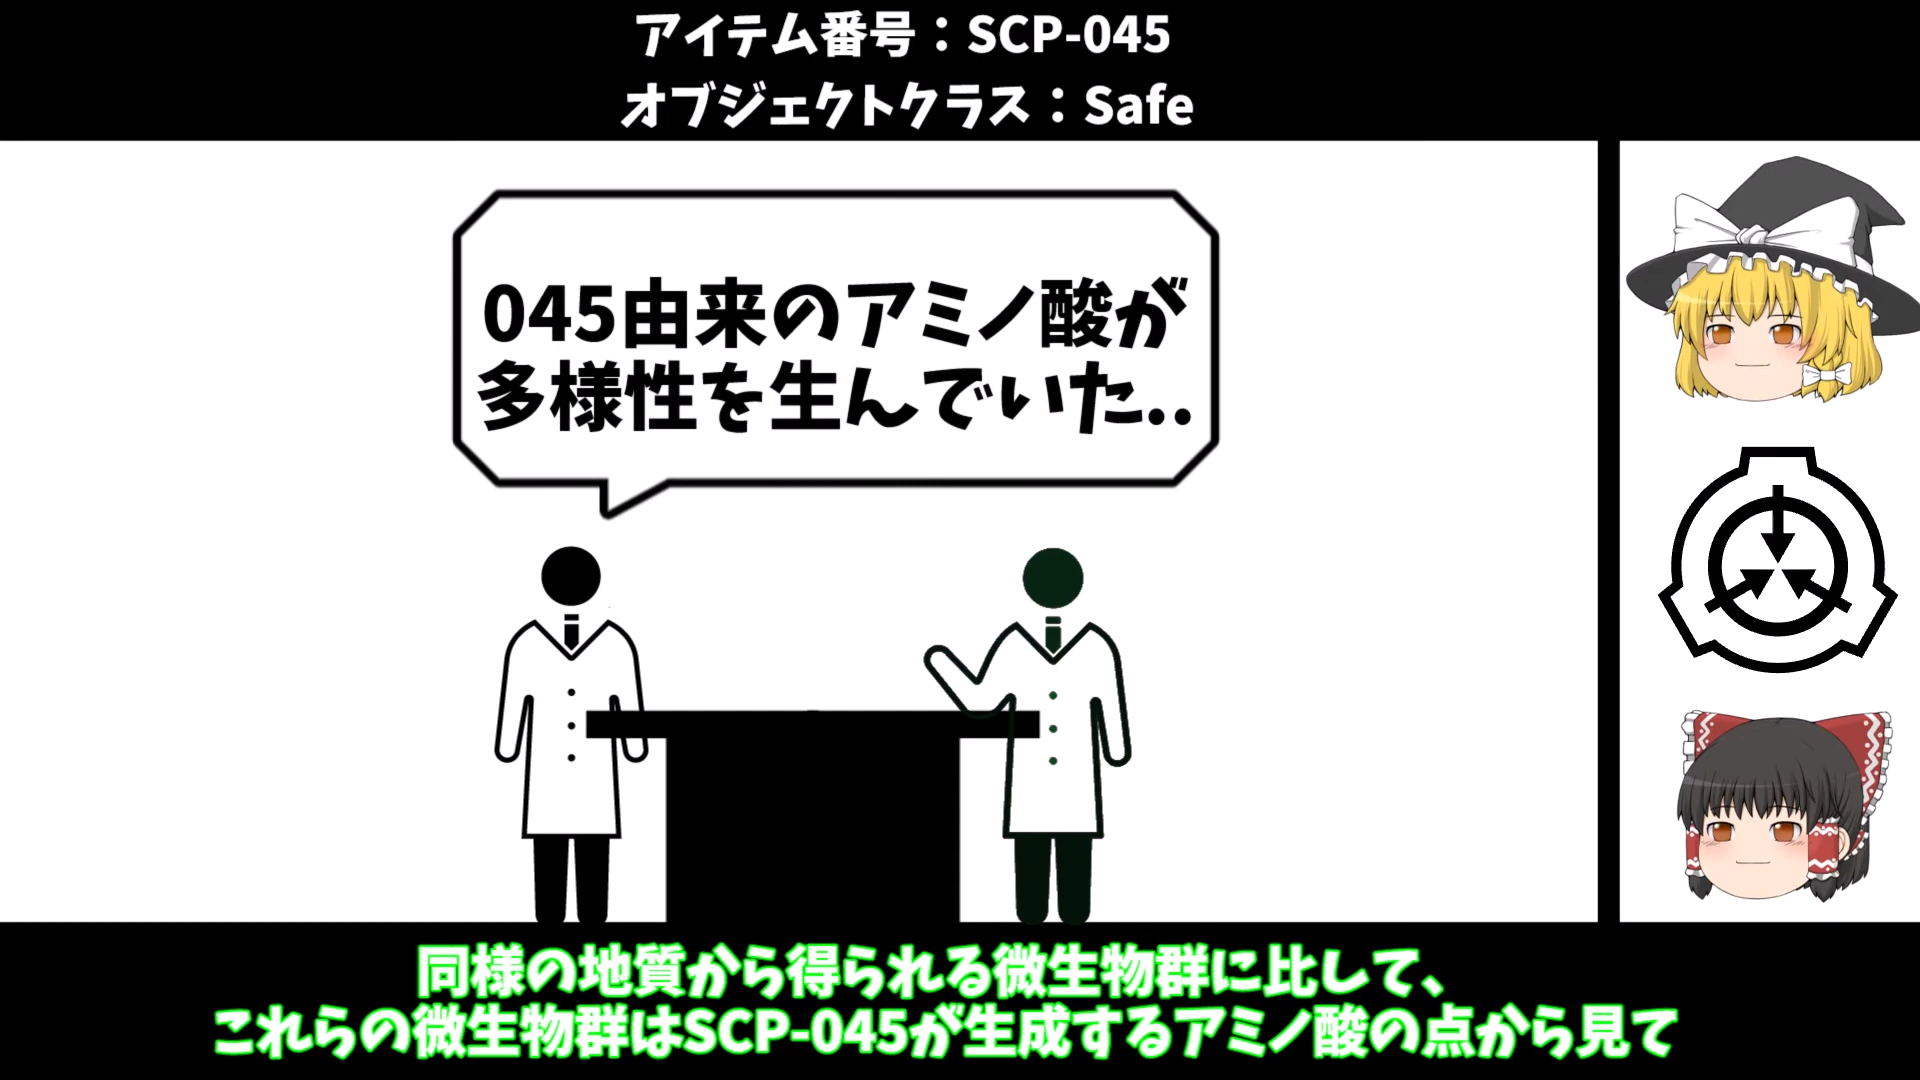 アイテム番号：SCP-045
オブジェクトクラス：Safe
045由来のアミノ酸が
多様性を生んでいた..
同様の地質から得られる微生物群に比して、
これらの微生物群はSCP-045が生成するアミノ酸の点から見て